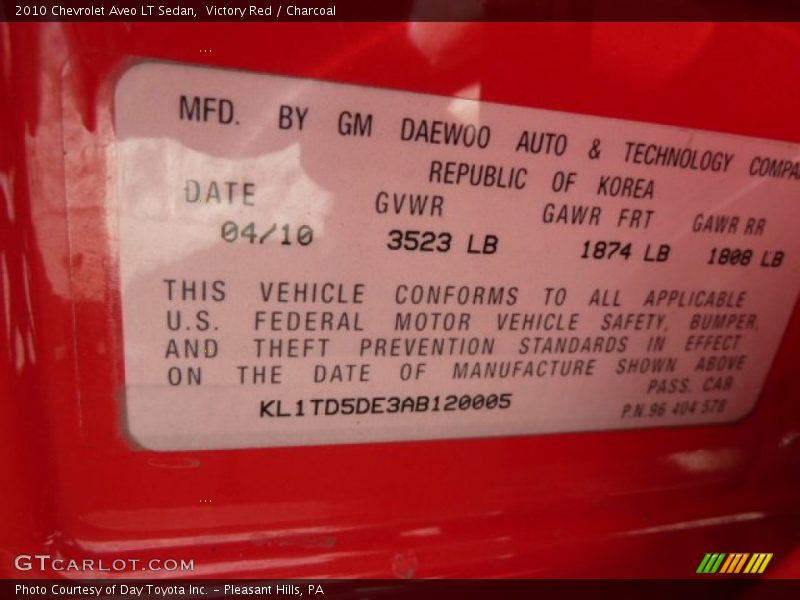 2010 Chevrolet Aveo LT Sedan,  Victory Red / Charcoal
MFD. BY GM DAEWOO AUTO & TECHNOLOGY COMPA
REPUBLIC OF KOREA
DATE GVWR GAWR FRT GAWR RR
04/10 3523 LB 1874 LB 1808 LB
THIS VEHICLE CONFORMS TO ALL APPLICABLE
U.S. FEDERAL MOTOR VEHICLE SAFETY, BUMPER,
AND THEFT PREVENTION STANDARDS IN EFFECT
ON THE DATE OF MANUFACTURE SHOWN ABOVE
PASS. CAR
KL1TD5DE3AB120005
P.N.96 404 578
GTCARLOT.COM
Photo Courtesy of Day Toyota Inc. – Pleasant Hills, PA